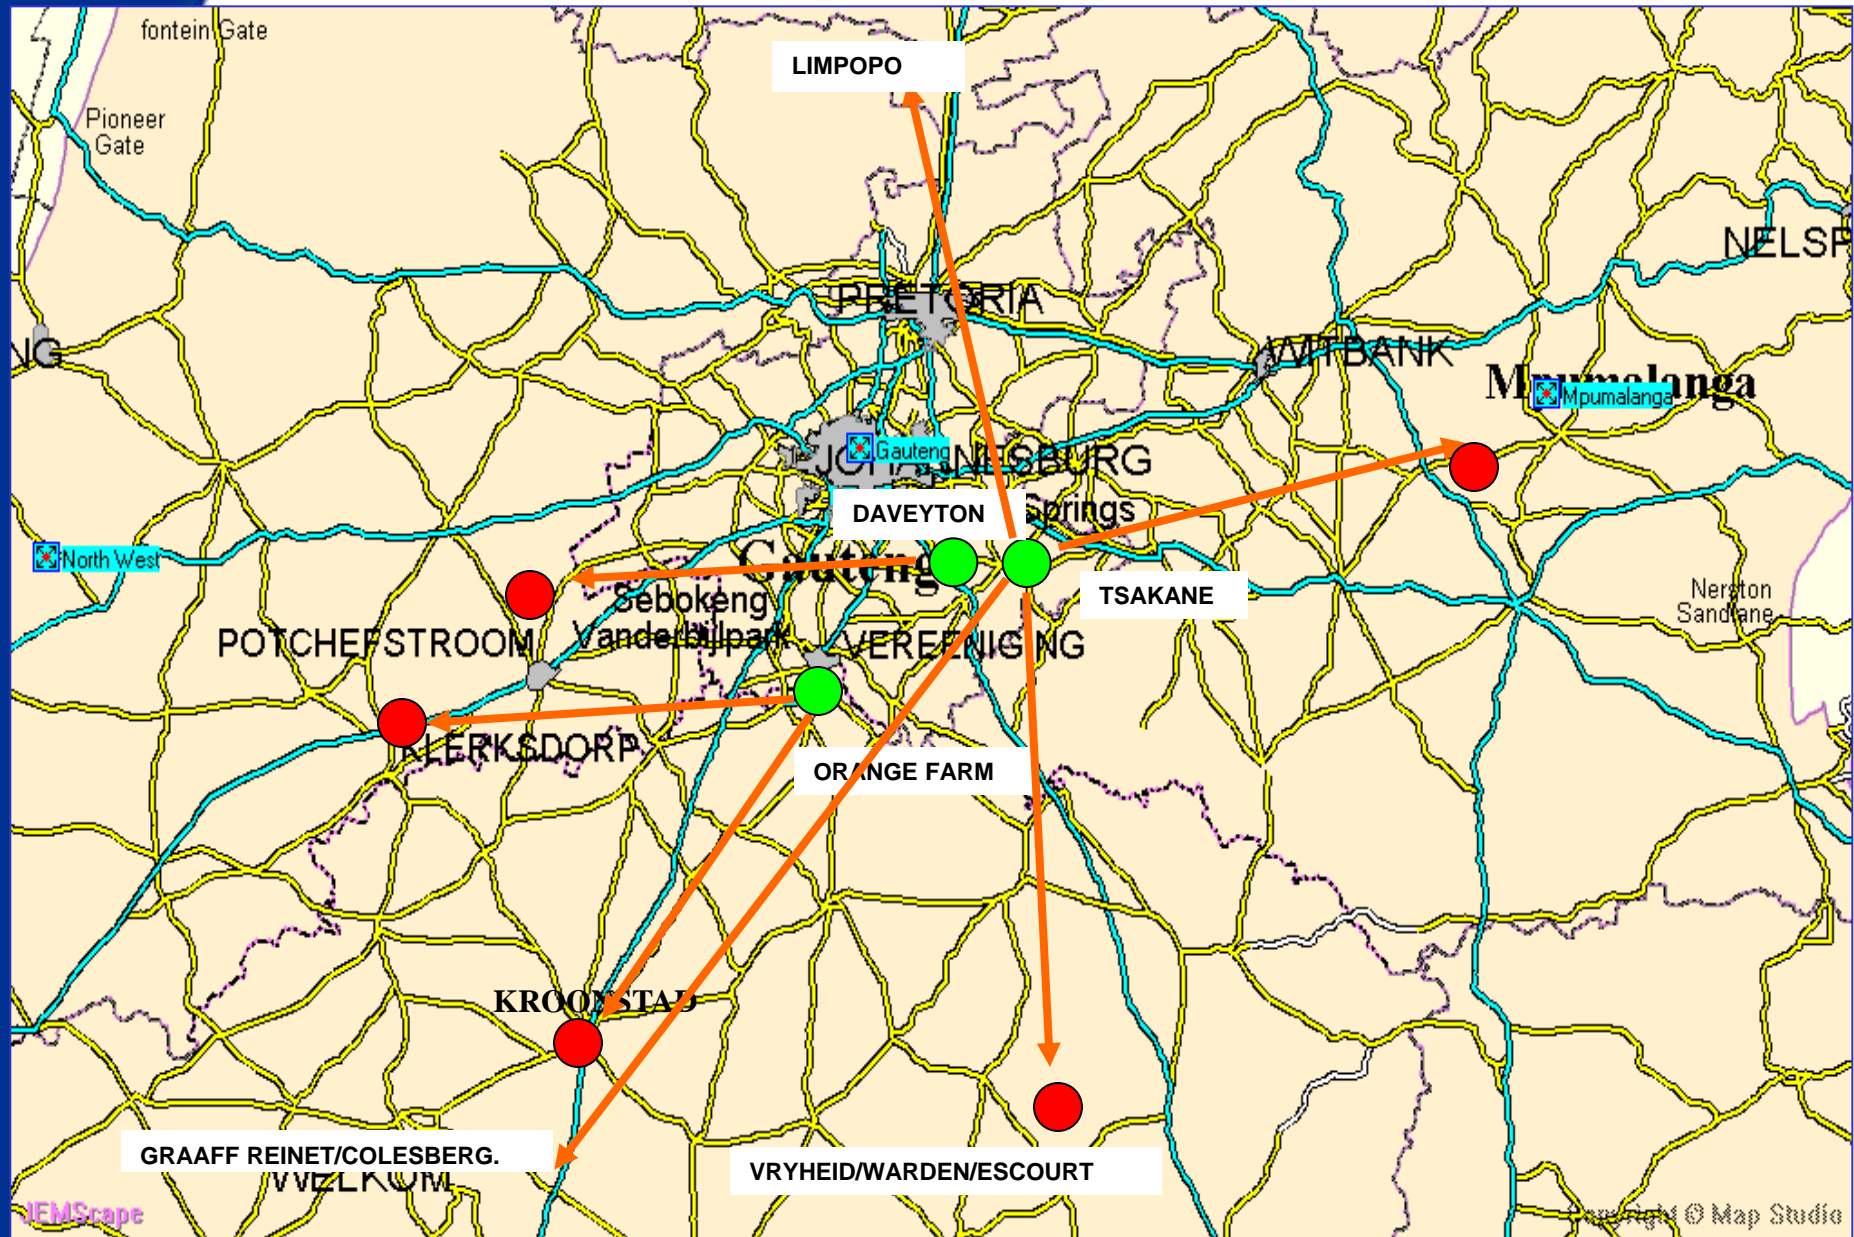 fontein Gate
LIMPOPO
Pioneer
Gate
NELSP
PRETORIA
NG
WITBANK
Mpumalanga
Mpumalanga
Gauteng
JOHANNESBURG
DAVEYTON
Springs
North West
Gauteng
Nerston
Sandlane
TSAKANE
Sebokeng
Vanderbijlpark
POTCHEFSTROOM
VEREENIGING
KLERKSDORP
ORANGE FARM
KROONSTAD
GRAAFF REINET/COLESBERG.
VRYHEID/WARDEN/ESCOURT
WELKOM
JEMScape
Copyright © Map Studio